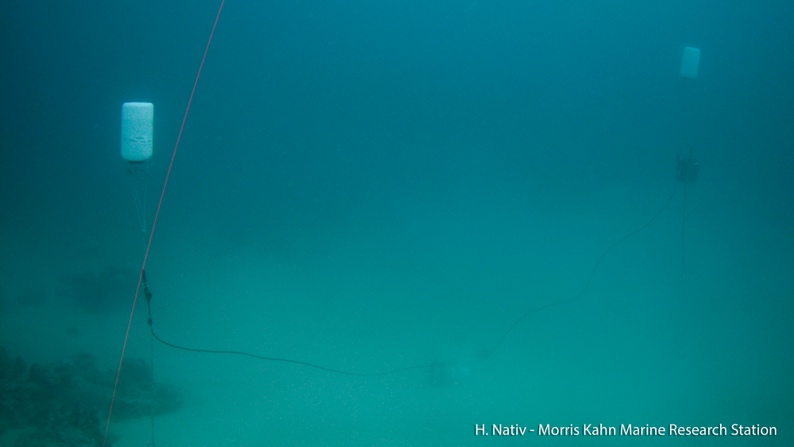 H. Nativ - Morris Kahn Marine Research Station